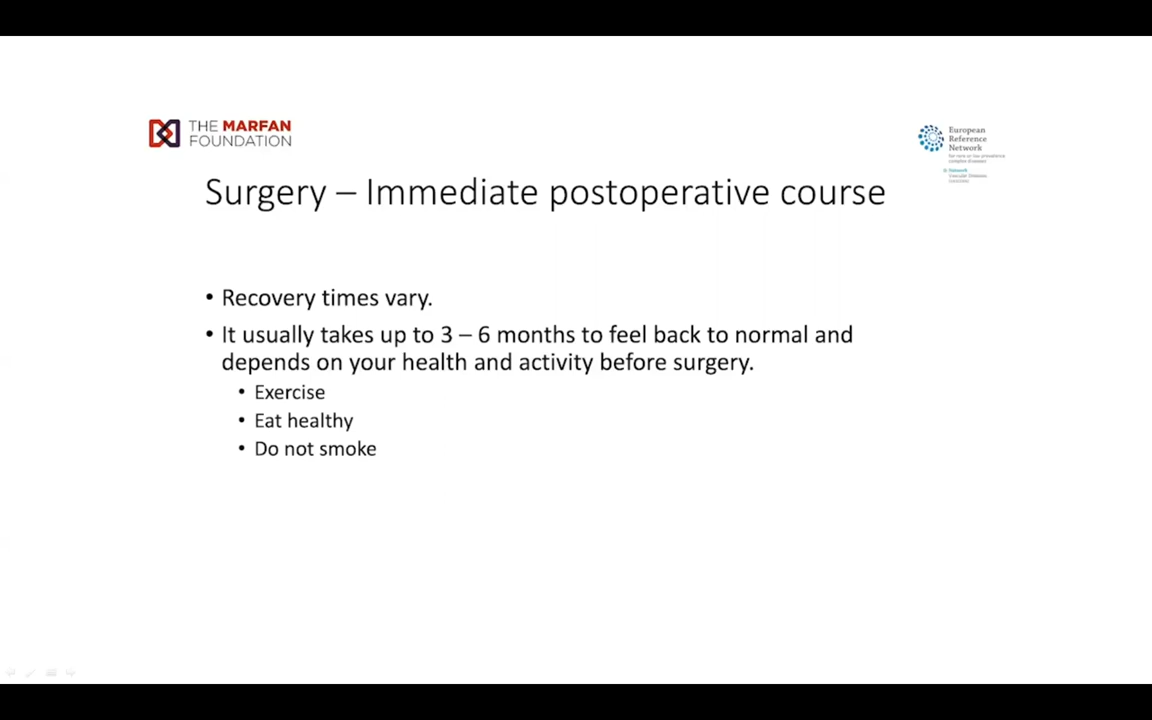 THE MARFAN
FOUNDATION
European
Reference
Network
Surgery – Immediate postoperative course
• Recovery times vary.
• It usually takes up to 3 – 6 months to feel back to normal and
depends on your health and activity before surgery.
• Exercise
• Eat healthy
• Do not smoke